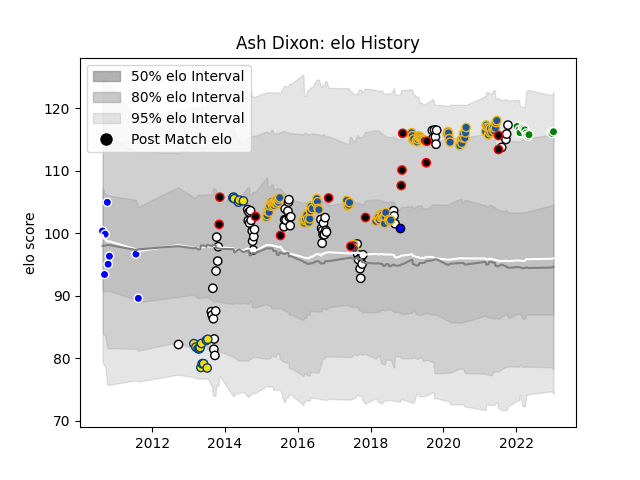 Ash Dixon: elo History
50% elo Interval
80% elo Interval
95% elo Interval
Post Match elo
elo score
120
110
100
90
80
70
2012
2014
2016
2018
2020
2022